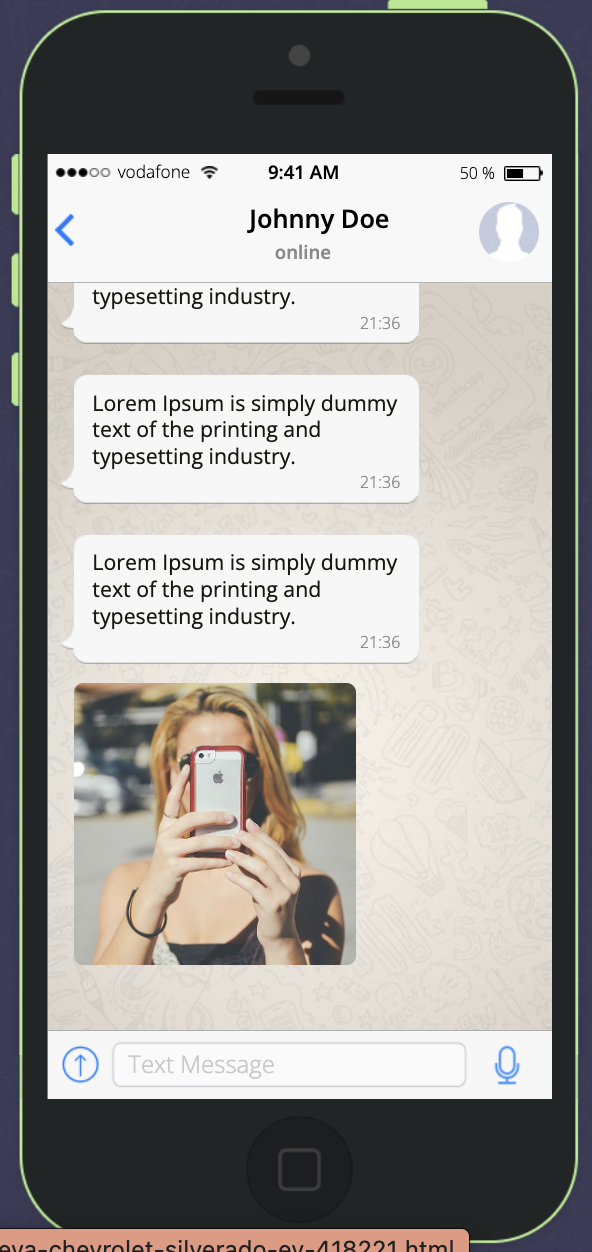 vodafone 9:41 AM 50 %
Johnny Doe
online
typesetting industry.
21:36
Lorem Ipsum is simply dummy
text of the printing and
typesetting industry.
21:36
Lorem Ipsum is simply dummy
text of the printing and
typesetting industry.
21:36
Text Message
eva-chevrolet-silverado-ev-418221.html